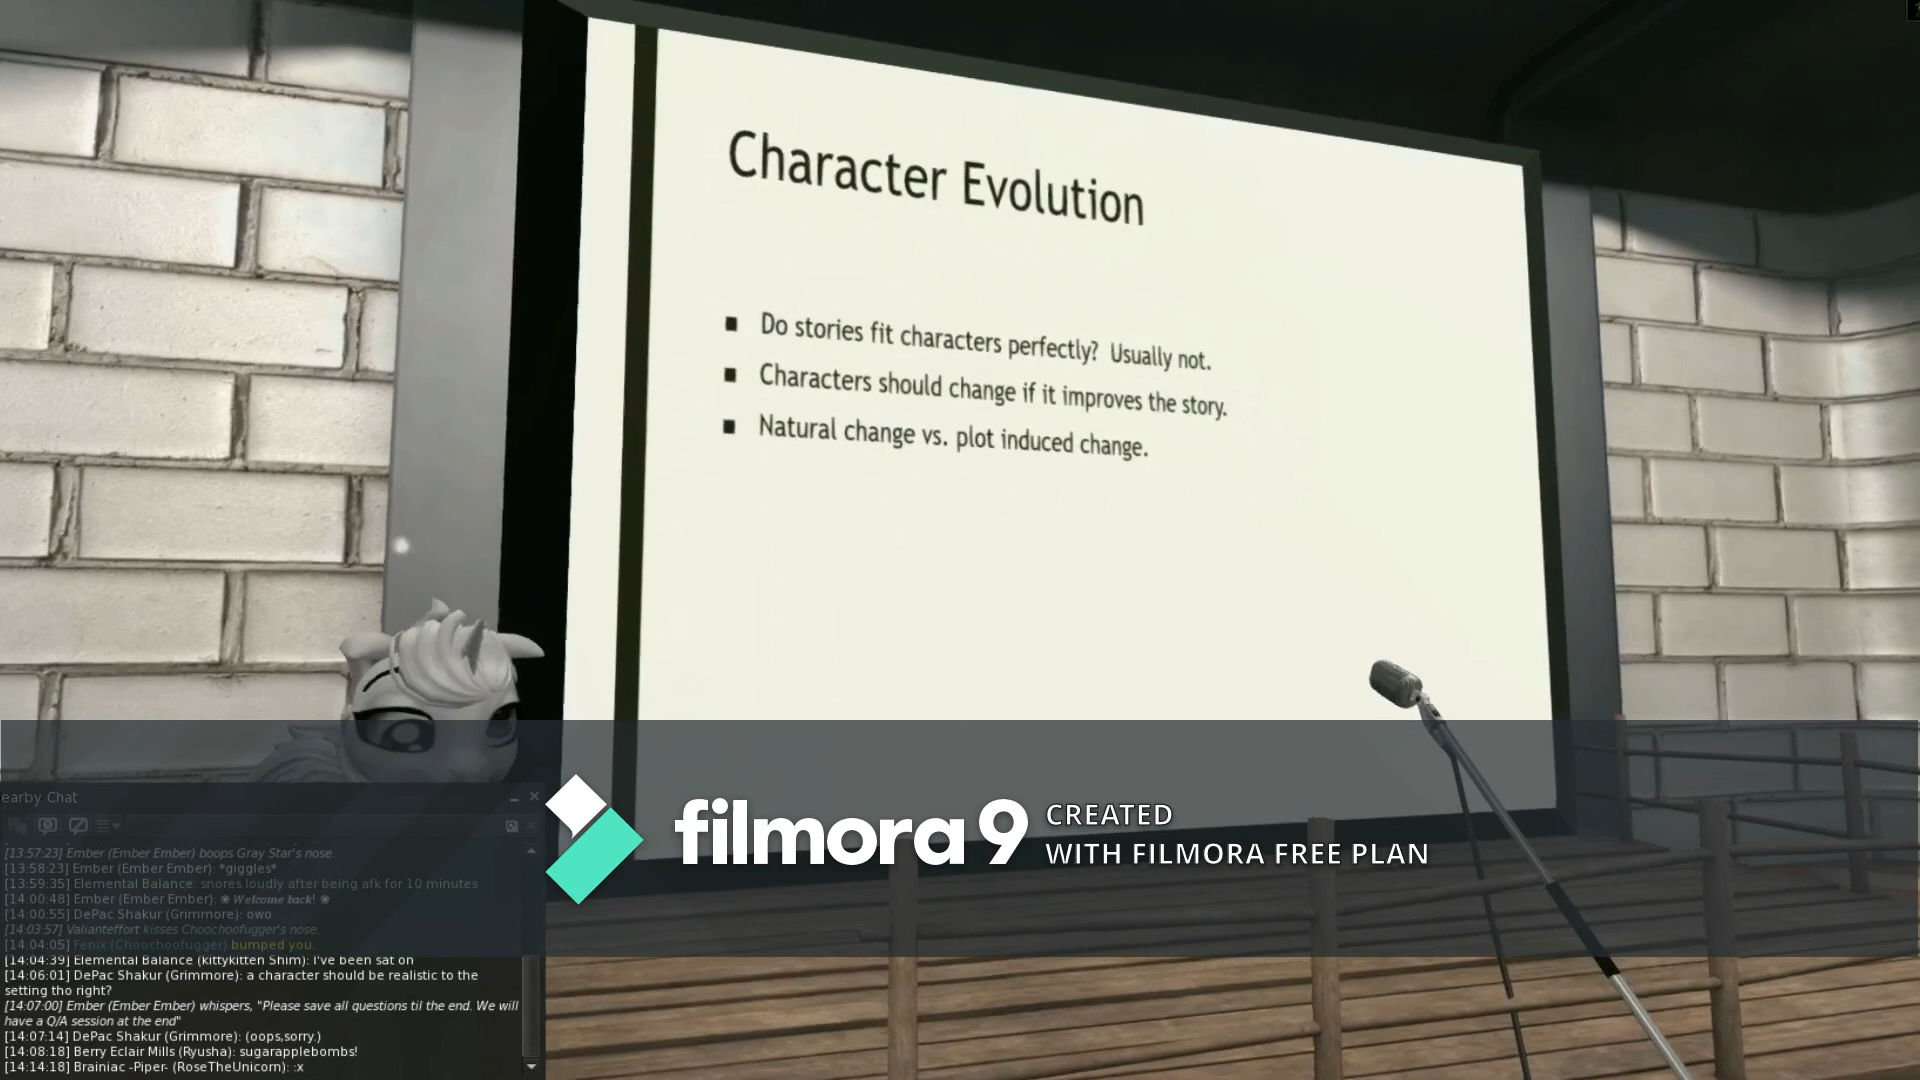 Character Evolution
Do stories fit characters perfectly? Usually not.
Characters should change if it improves the story.
Natural change vs. plot induced change.
filmora 9
CREATED
WITH FILMORA FREE PLAN
earby Chat
[13:57:23] Ember (Ember Ember) boops Gray Star's nose.
[13:58:23] Ember (Ember Ember): *giggles*
[13:59:35] Elemental Balance: snores loudly after being afk for 10 minutes
[14:00:48] Ember (Ember Ember): ❀ Welcome back! ❀
[14:00:55] DePac Shakur (Grimmore): owo
[14:03:57] Valianteffort kisses Choochoofugger's nose.
[14:04:05] Fenix (Choochoofugger) bumped you.
[14:04:39] Elemental Balance (kittykitten Shim): I've been sat on
[14:06:01] DePac Shakur (Grimmore): a character should be realistic to the
setting tho right?
[14:07:00] Ember (Ember Ember) whispers, "Please save all questions til the end. We will
have a Q/A session at the end"
[14:07:14] DePac Shakur (Grimmore): (oops,sorry.)
[14:08:18] Berry Eclair Mills (Ryusha): sugarapplebombs!
[14:14:18] Brainiac -Piper- (RoseTheUnicorn): :x